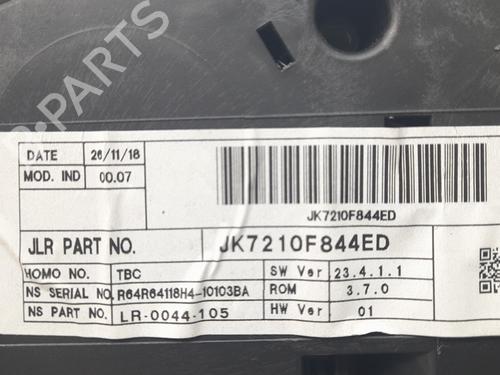 B-PARTS
DATE 26/11/18
MOD. IND 00.07
JK7210F844ED
JLR PART NO. JK7210F844ED
HOMO NO. TBC SW Ver 23.4.1.1
NS SERIAL NO. R64R64118H4-10103BA ROM 3.7.0
NS PART NO. LR-0044-105 HW Ver 01